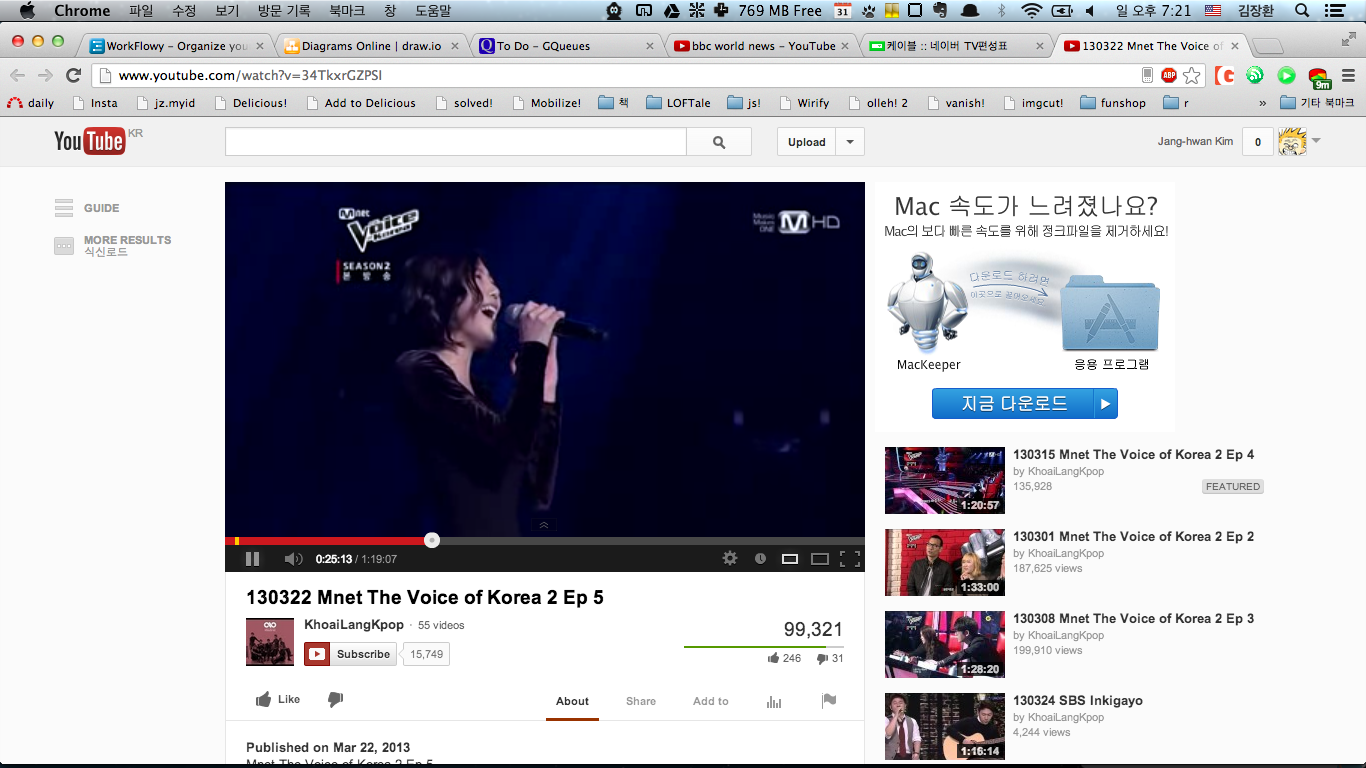 Chrome 파일 수정 보기 방문 기록 북마크 창 도움말 769 MB Free 31 일 오후 7:21 김장환
WorkFlowy – Organize you
Diagrams Online | draw.io
To Do – GQueues
bbc world news – YouTube
케이블 :: 네이버 TV편성표
130322 Mnet The Voice of
www.youtube.com/watch?v=34TkxrGZPSI
ABP
9m
daily Insta jz.myid Delicious! Add to Delicious solved! Mobilize! 책 LOFTale js! Wirify olleh! 2 vanish! imgcut! funshop r » 기타 북마크
YouTube KR
Upload
Jang-hwan Kim 0
GUIDE
MORE RESULTS
식신로드
Mnet
Voice
SEASON2
본 방 송
Music Makes ONE M HD
0:25:13 / 1:19:07
130322 Mnet The Voice of Korea 2 Ep 5
KhoaiLangKpop · 55 videos
Subscribe 15,749
99,321
246 31
Like
About Share Add to
Published on Mar 22, 2013
Mnet The Voice of Korea 2 Ep 5
Mac 속도가 느려졌나요?
Mac의 보다 빠른 속도를 위해 정크파일을 제거하세요!
다운로드 하려면
이곳으로 끌어오세요
MacKeeper
응용 프로그램
지금 다운로드
130315 Mnet The Voice of Korea 2 Ep 4
by KhoaiLangKpop
135,928
FEATURED
1:20:57
130301 Mnet The Voice of Korea 2 Ep 2
by KhoaiLangKpop
187,625 views
1:33:00
130308 Mnet The Voice of Korea 2 Ep 3
by KhoaiLangKpop
199,910 views
1:28:20
130324 SBS Inkigayo
by KhoaiLangKpop
4,244 views
1:16:14